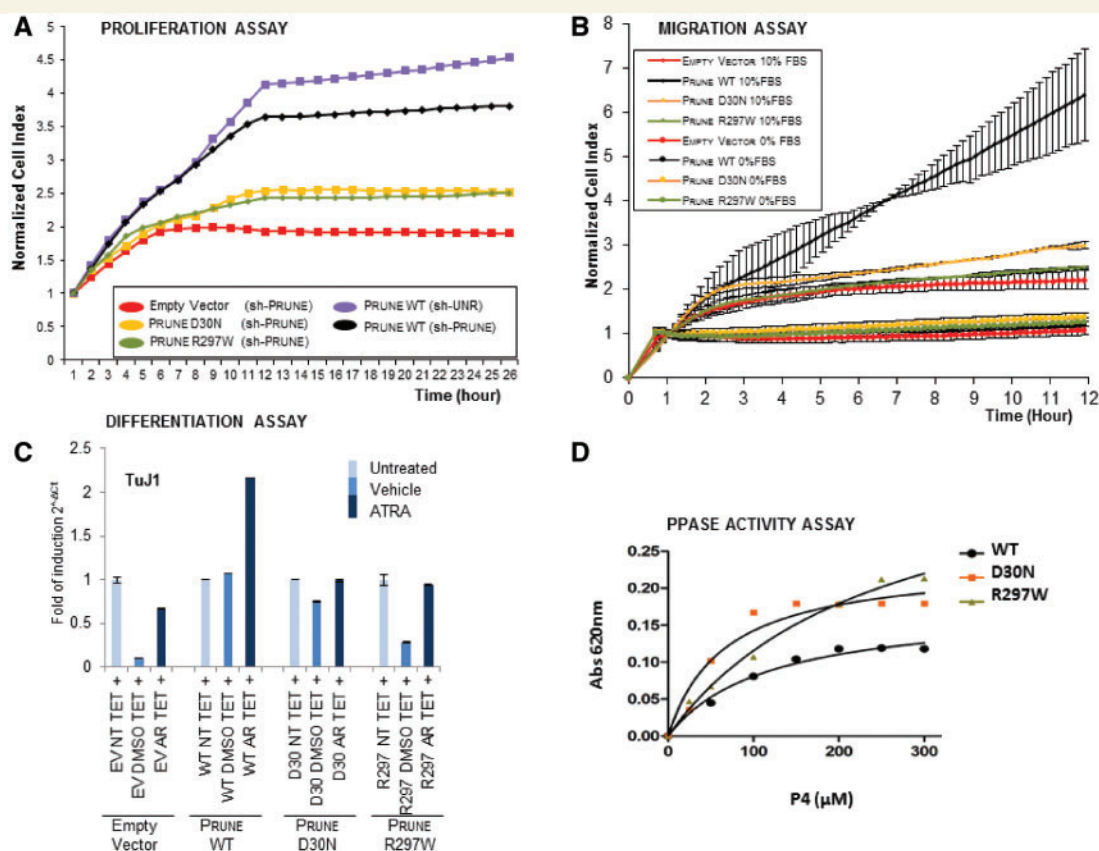 A
PROLIFERATION ASSAY
Normalized Cell Index
5
4.5
4
3.5
3
2.5
2
1.5
1
0.5
0
EMPTY VECTOR (SH-PRUNE)
PRUNE D30N (SH-PRUNE)
PRUNE R297W (SH-PRUNE)
PRUNE WT (SH-UNR)
PRUNE WT (SH-PRUNE)
1 2 3 4 5 6 7 8 9 10 11 12 13 14 15 16 17 18 19 20 21 22 23 24 25 26
Time (hour)
B
MIGRATION ASSAY
Normalized Cell Index
8
7
6
5
4
3
2
1
0
EMPTY VECTOR 10% FBS
PRUNE WT 10%FBS
PRUNE D30N 10%FBS
PRUNE R297W 10%FBS
EMPTY VECTOR 0% FBS
PRUNE WT 0%FBS
PRUNE D30N 0%FBS
PRUNE R297W 0%FBS
0 1 2 3 4 5 6 7 8 9 10 11 12
Time (Hour)
DIFFERENTIATION ASSAY
C
TuJ1
Fold of induction 2^-ΔCt
2.5
2
1.5
1
0.5
0
Untreated
Vehicle
ATRA
EV NT TET +
EV DMSO TET +
EV AR TET +
WT NT TET +
WT DMSO TET +
WT AR TET +
D30 NT TET +
D30 DMSO TET +
D30 AR TET +
R297 NT TET +
R297 DMSO TET +
R297 AR TET +
Empty Vector
PRUNE WT
PRUNE D30N
PRUNE R297W
D
PPASE ACTIVITY ASSAY
Abs 620nm
0.25
0.20
0.15
0.10
0.05
0.00
100 200 300
P4 (μM)
WT
D30N
R297W